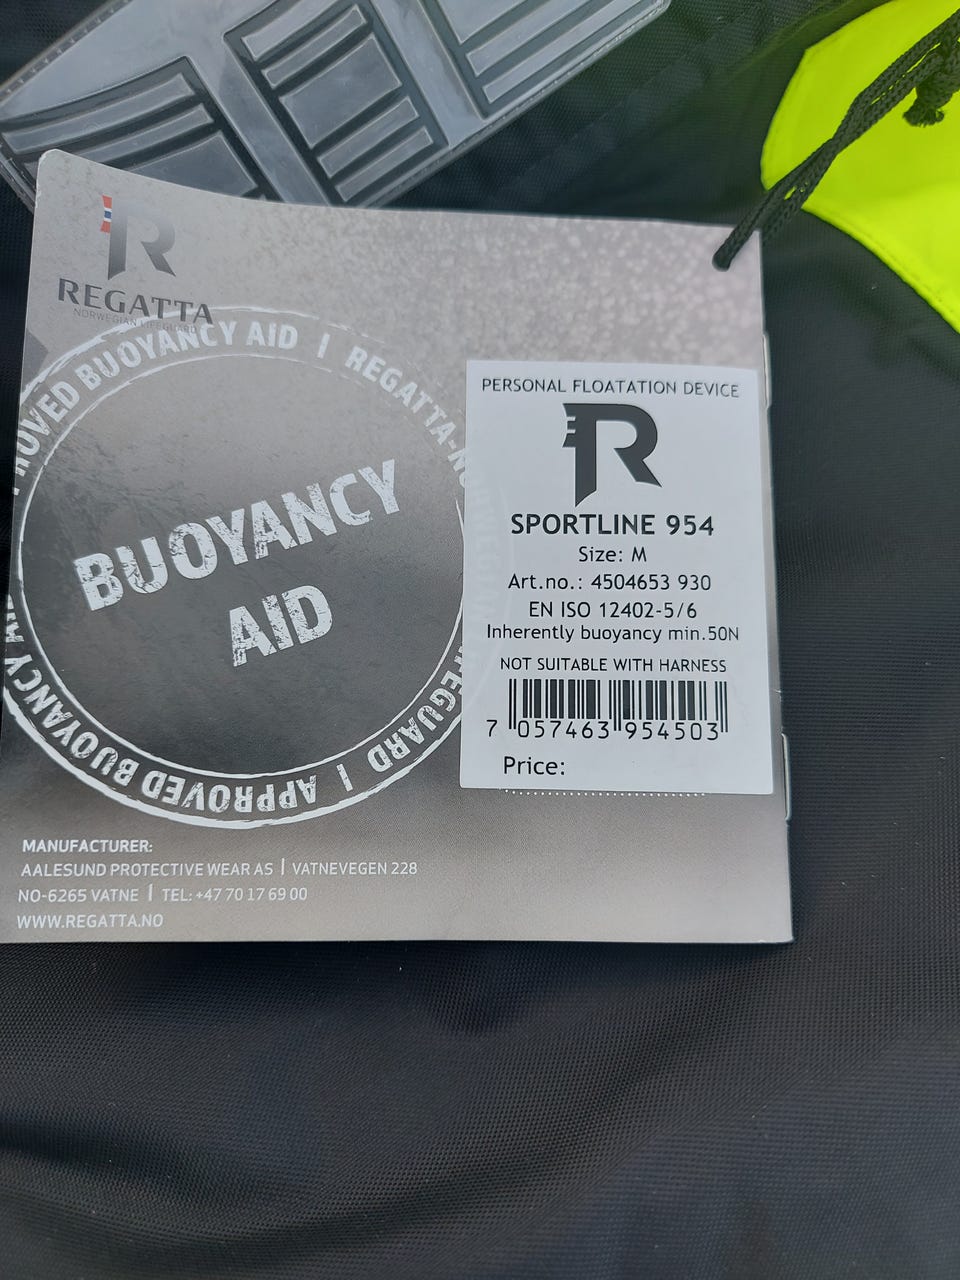 R
REGATTA
NORWEGIAN LIFEGUARD
APPROVED BUOYANCY AID | REGATTA-NORWEGIAN LIFEGUARD | APPROVED BUOYANCY AID
BUOYANCY
AID
PERSONAL FLOATATION DEVICE
R
SPORTLINE 954
Size: M
Art.no.: 4504653 930
EN ISO 12402-5/6
Inherently buoyancy min.50N
NOT SUITABLE WITH HARNESS
7 057463 954503
Price:
MANUFACTURER:
AALESUND PROTECTIVE WEAR AS | VATNEVEGEN 228
NO-6265 VATNE | TEL: +47 70 17 69 00
WWW.REGATTA.NO